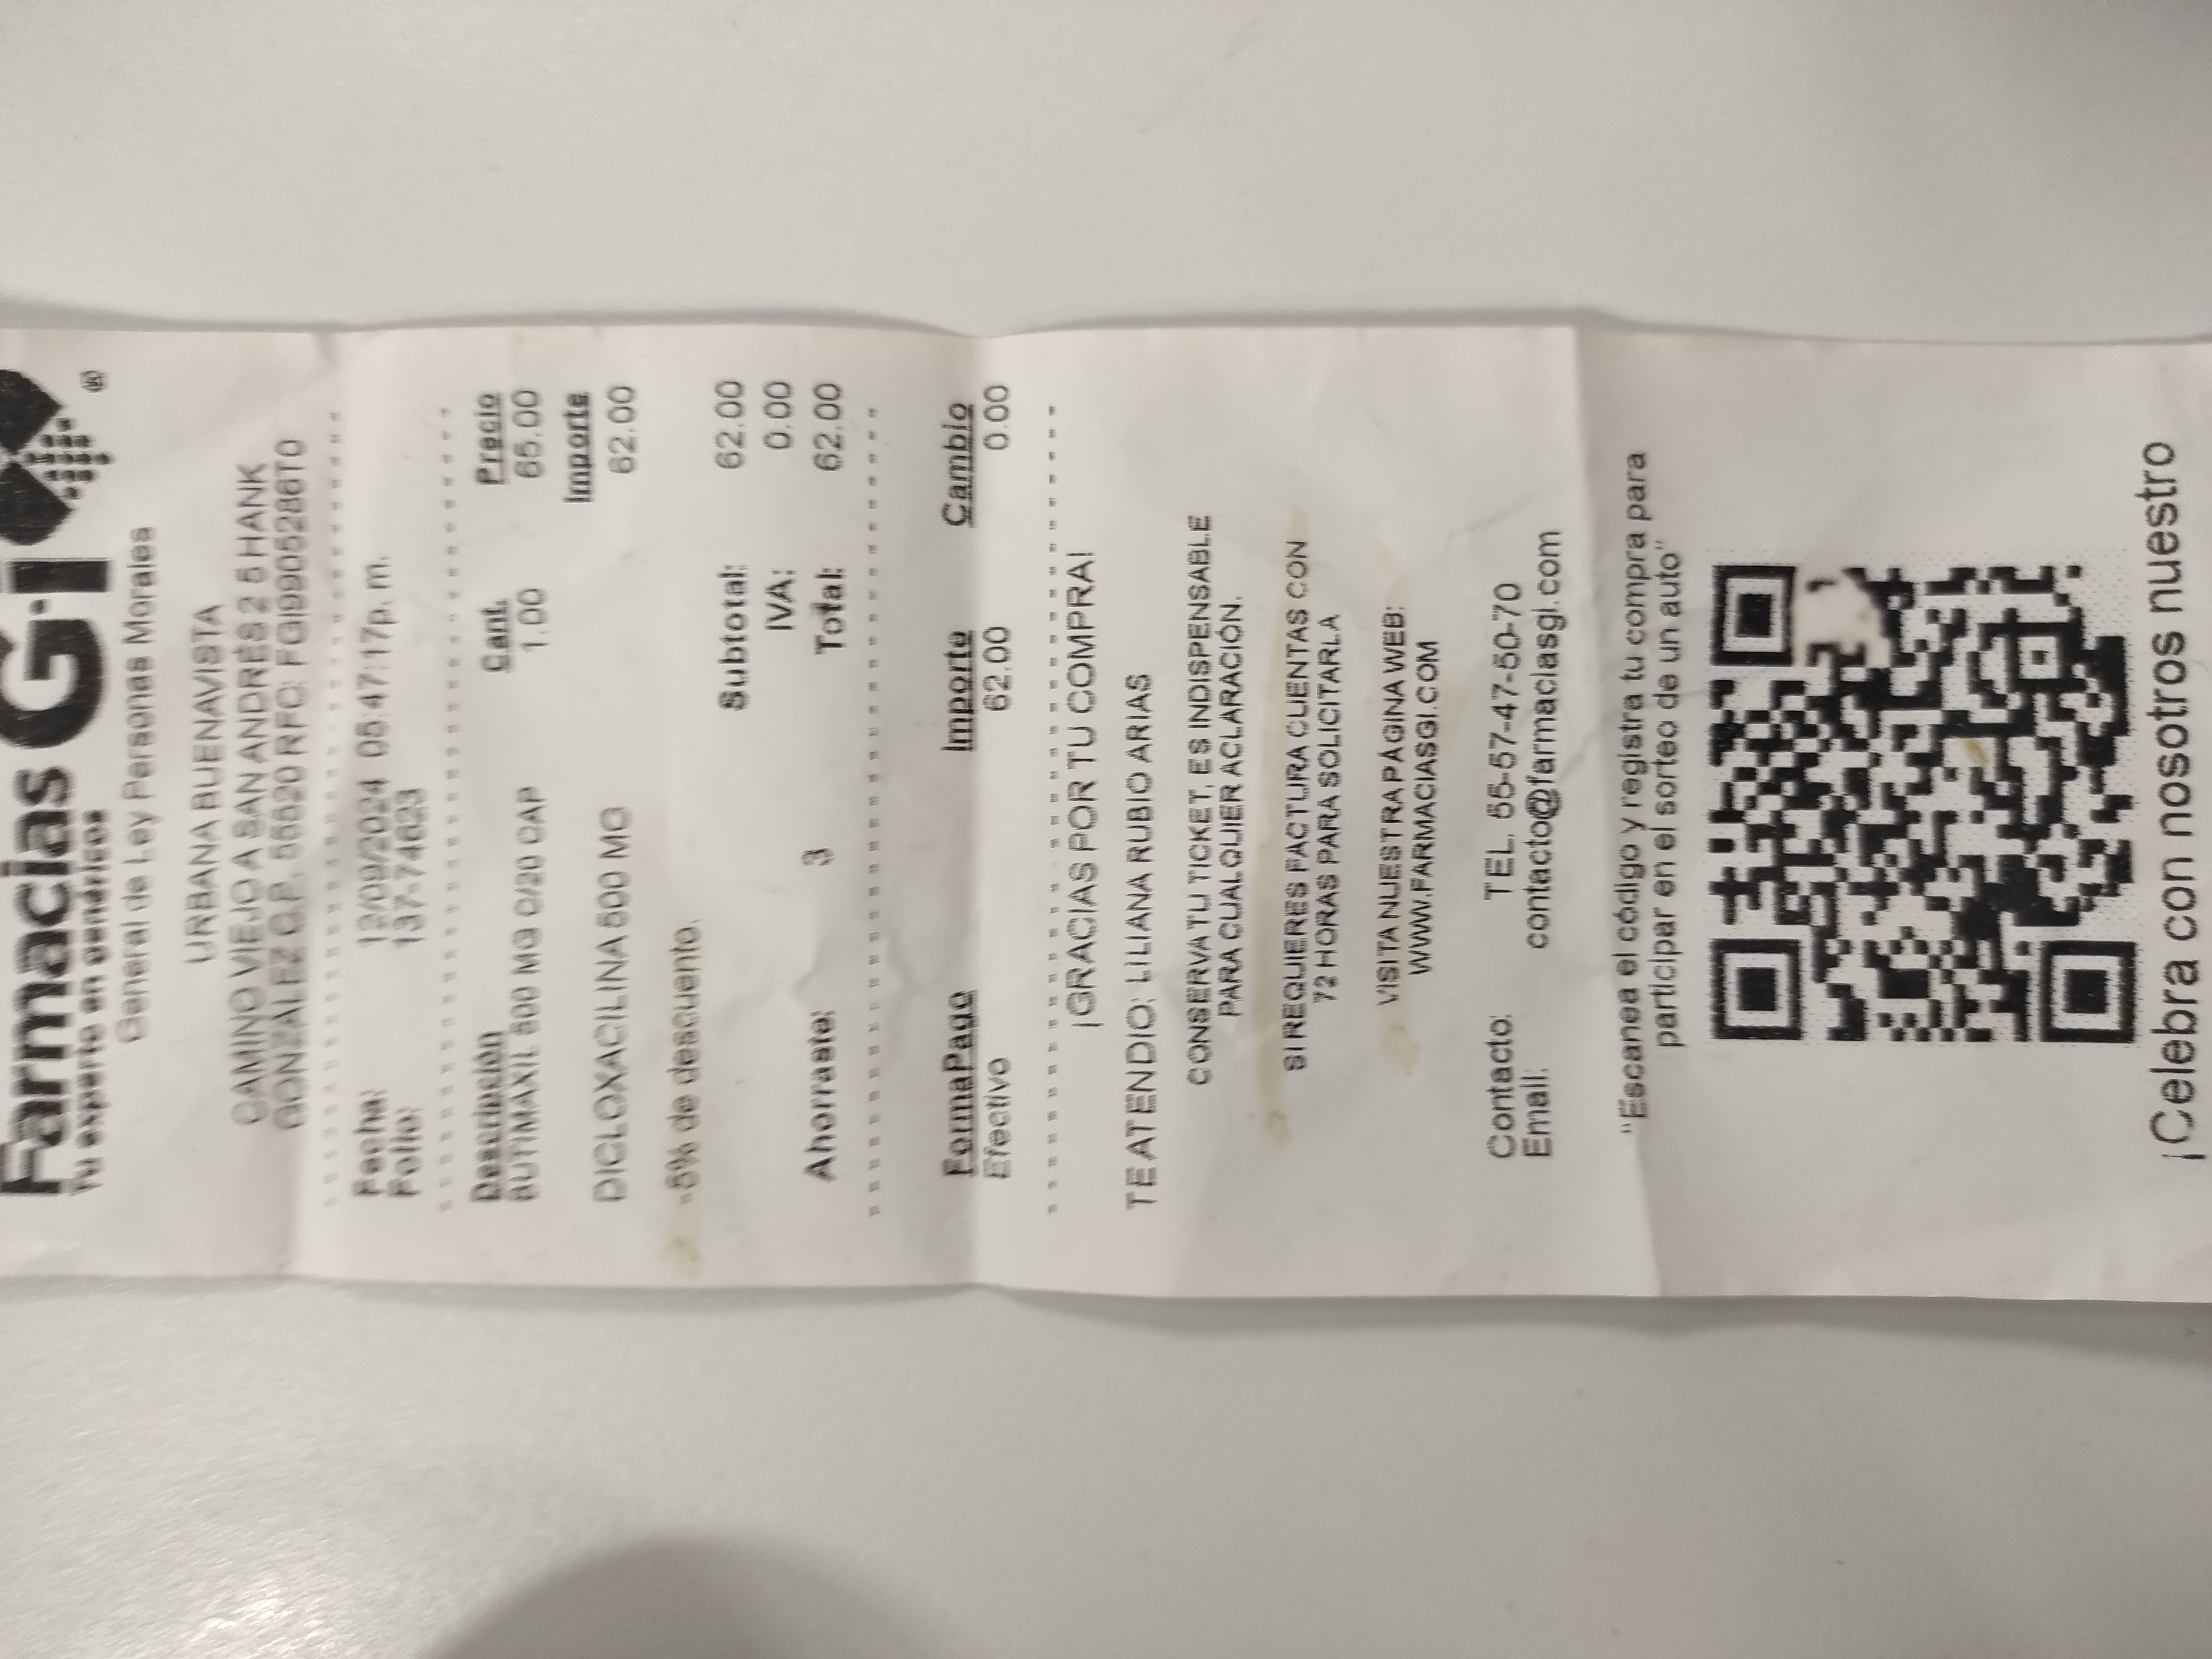 Farmacias Gi ®
Tu experto en genéricos
General de Ley Personas Morales
URBANA BUENAVISTA
CAMINO VIEJO A SAN ANDRÉS 2 5 HANK
GONZÁLEZ C.P. 55520 RFC: FGI990528
Fecha: 12/09/2024 05:47:17p. m.
Folio: 137-74623
Descripción Cant. Precio
BUTIMAXIL 500 MG C/20 CAP 1.00 65.00
Importe
DICLOXACILINA 500 MG 62.00
-5% de descuento.
Subtotal: 62.00
IVA: 0.00
Ahorraste: 3 Total: 62.00
FormaPago Importe Cambio
Efectivo 62.00 0.00
¡GRACIAS POR TU COMPRA!
TE ATENDIO: LILIANA RUBIO ARIAS
CONSERVA TU TICKET, ES INDISPENSABLE
PARA CUALQUIER ACLARACIÓN.
SI REQUIERES FACTURA CUENTAS CON
72 HORAS PARA SOLICITARLA
VISITA NUESTRA PÁGINA WEB:
WWW.FARMACIASGI.COM
Contacto: TEL. 55-57-47-50-70
Email: contacto@farmaciasgi.com
"Escanea el código y registra tu compra para
participar en el sorteo de un auto"
¡Celebra con nosotros nuestro